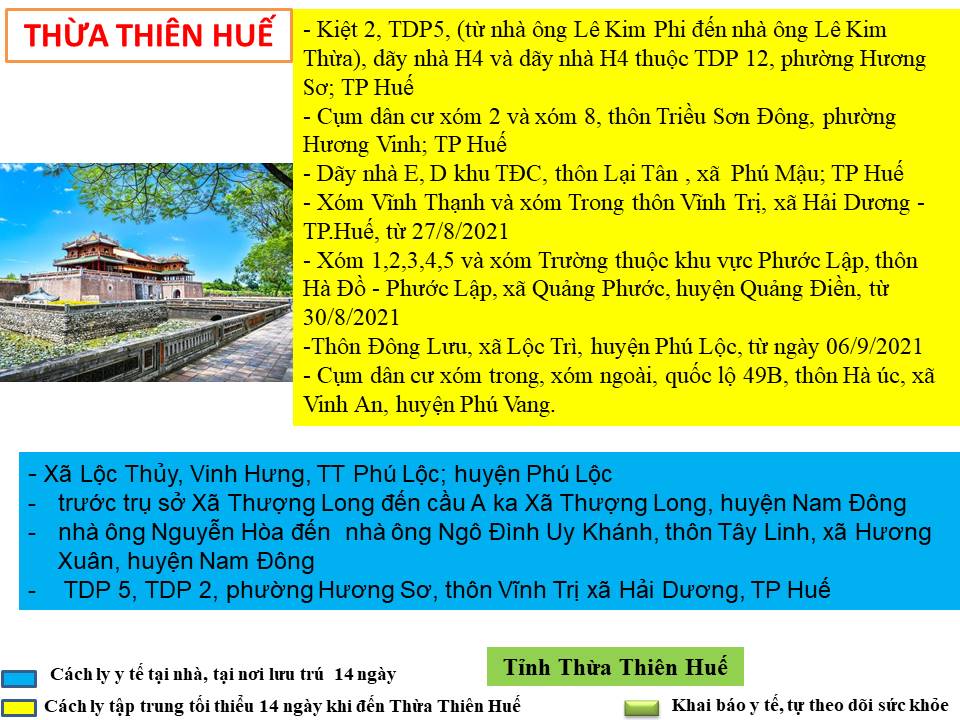 THỪA THIÊN HUẾ
- Kiệt 2, TDP5, (từ nhà ông Lê Kim Phi đến nhà ông Lê Kim
Thừa), dãy nhà H4 và dãy nhà H4 thuộc TDP 12, phường Hương
Sơ; TP Huế
- Cụm dân cư xóm 2 và xóm 8, thôn Triều Sơn Đông, phường
Hương Vinh; TP Huế
- Dãy nhà E, D khu TĐC, thôn Lại Tân , xã Phú Mậu; TP Huế
- Xóm Vĩnh Thạnh và xóm Trong thôn Vĩnh Trị, xã Hải Dương -
TP.Huế, từ 27/8/2021
- Xóm 1,2,3,4,5 và xóm Trường thuộc khu vực Phước Lập, thôn
Hà Đồ - Phước Lập, xã Quảng Phước, huyện Quảng Điền, từ
30/8/2021
-Thôn Đông Lưu, xã Lộc Trì, huyện Phú Lộc, từ ngày 06/9/2021
- Cụm dân cư xóm trong, xóm ngoài, quốc lộ 49B, thôn Hà úc, xã
Vinh An, huyện Phú Vang.
- Xã Lộc Thủy, Vinh Hưng, TT Phú Lộc; huyện Phú Lộc
- trước trụ sở Xã Thượng Long đến cầu A ka Xã Thượng Long, huyện Nam Đông
- nhà ông Nguyễn Hòa đến nhà ông Ngô Đình Uy Khánh, thôn Tây Linh, xã Hương
Xuân, huyện Nam Đông
- TDP 5, TDP 2, phường Hương Sơ, thôn Vĩnh Trị xã Hải Dương, TP Huế
Tỉnh Thừa Thiên Huế
Cách ly y tế tại nhà, tại nơi lưu trú 14 ngày
Cách ly tập trung tối thiểu 14 ngày khi đến Thừa Thiên Huế
Khai báo y tế, tự theo dõi sức khỏe